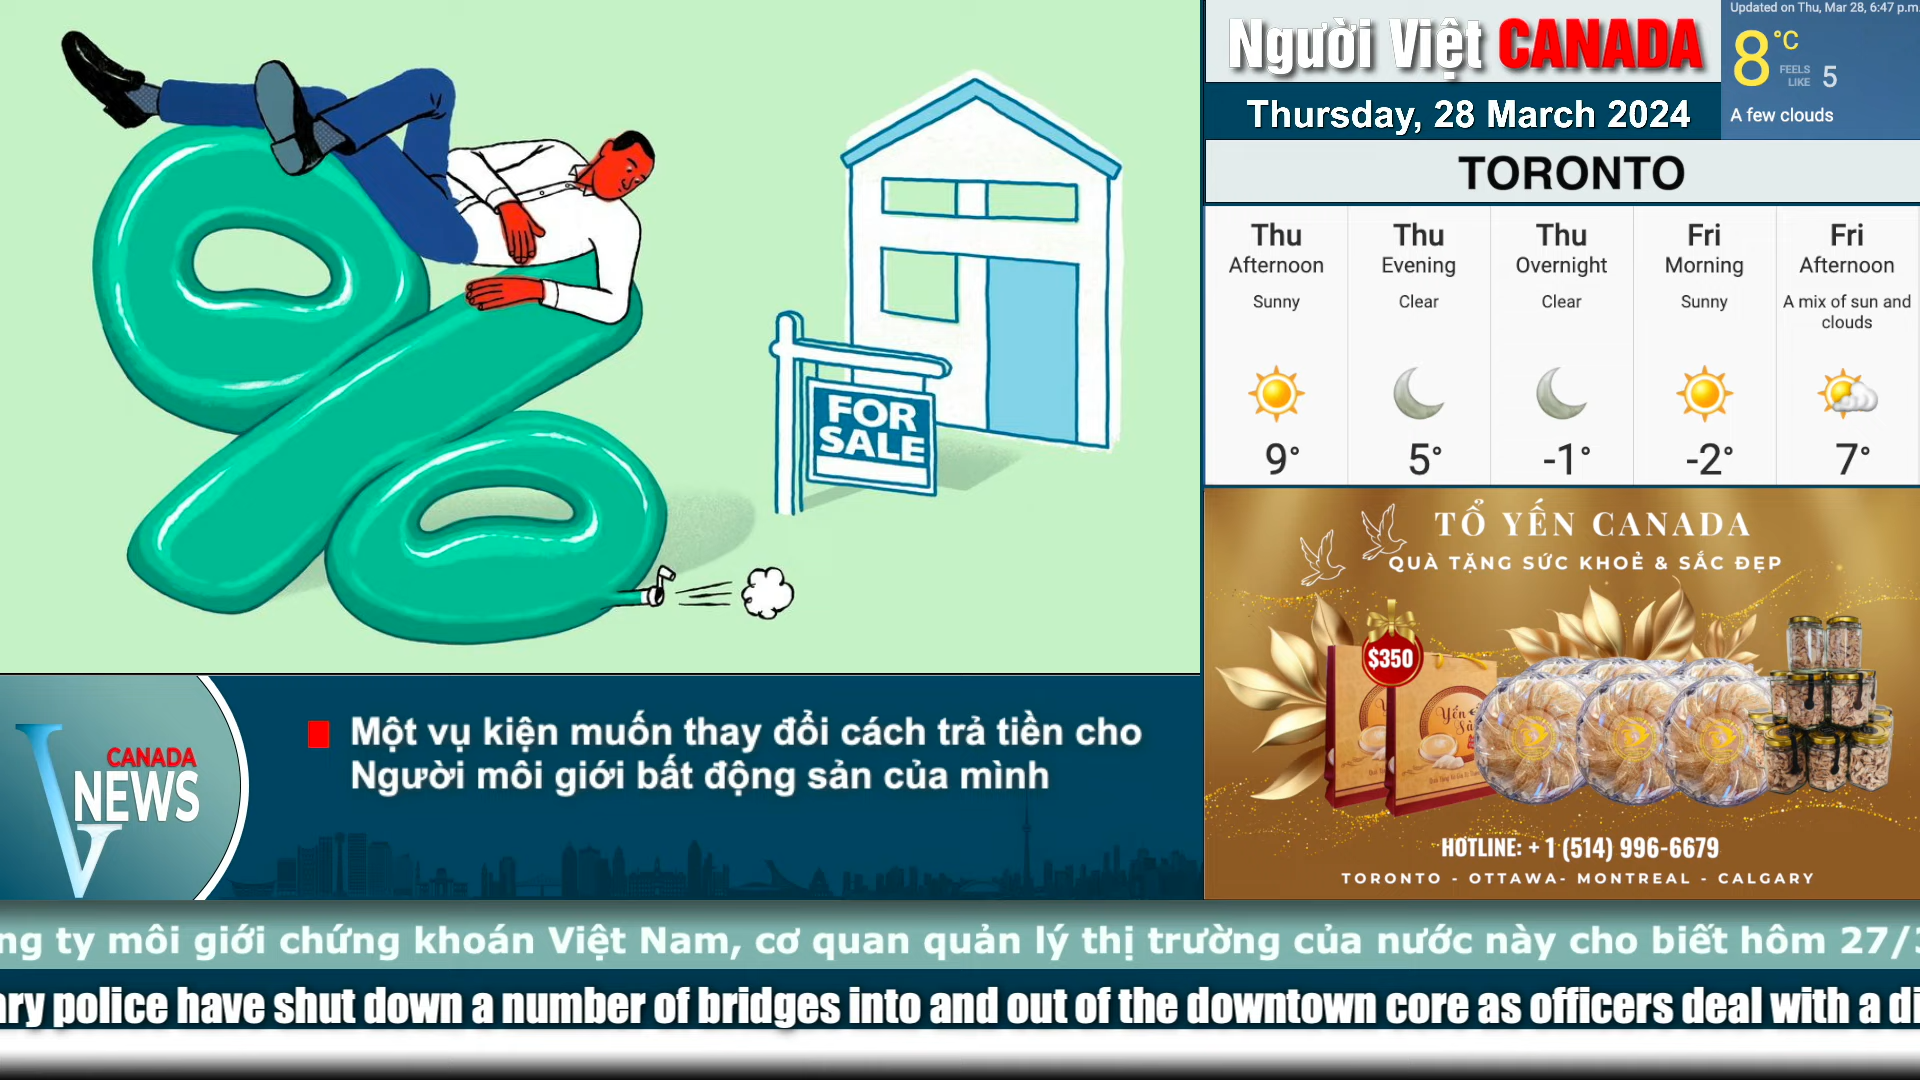 FOR
SALE
Người Việt CANADA
Thursday, 28 March 2024
Updated on Thu, Mar 28, 6:47 p.m.
8°C
FEELS
LIKE 5
A few clouds
TORONTO
Thu Thu Thu Fri Fri
Afternoon Evening Overnight Morning Afternoon
Sunny Clear Clear Sunny A mix of sun and
clouds
9° 5° -1° -2° 7°
TỔ YẾN CANADA
QUÀ TẶNG SỨC KHOẺ & SẮC ĐẸP
$350
HOTLINE: + 1 (514) 996-6679
TORONTO - OTTAWA- MONTREAL - CALGARY
CANADA
V NEWS
Một vụ kiện muốn thay đổi cách trả tiền cho
Người môi giới bất động sản của mình
ng ty môi giới chứng khoán Việt Nam, cơ quan quản lý thị trường của nước này cho biết hôm 27/3
ary police have shut down a number of bridges into and out of the downtown core as officers deal with a di